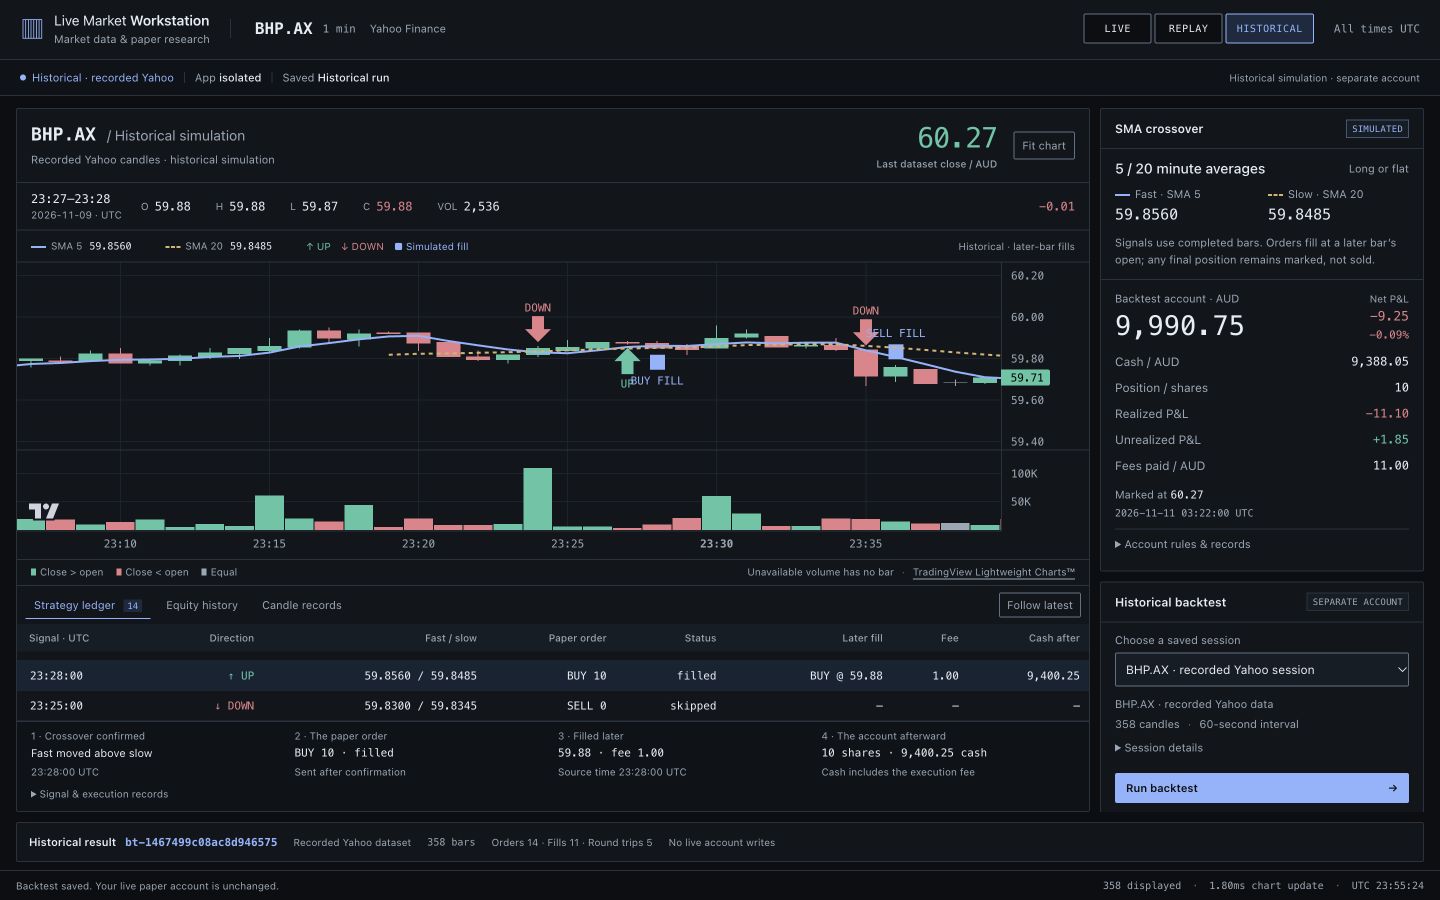 Live Market Workstation
Market data & paper research
BHP.AX 1 min Yahoo Finance
LIVE REPLAY HISTORICAL All times UTC
Historical · recorded Yahoo App isolated Saved Historical run
Historical simulation · separate account
BHP.AX / Historical simulation
Recorded Yahoo candles · historical simulation
60.27
Last dataset close / AUD
Fit chart
23:27–23:28
2026-11-09 · UTC
O 59.88 H 59.88 L 59.87 C 59.88 VOL 2,536
−0.01
SMA 5 59.8560 SMA 20 59.8485 ↑ UP ↓ DOWN Simulated fill
Historical · later-bar fills
60.20
60.00
59.80
59.71
59.60
59.40
100K
50K
DOWN
UP
BUY FILL
DOWN
ELL FILL
23:10 23:15 23:20 23:25 23:30 23:35
Close > open Close < open Equal
Unavailable volume has no bar · TradingView Lightweight Charts™
Strategy ledger 14 Equity history Candle records
Follow latest
Signal · UTC Direction Fast / slow Paper order Status Later fill Fee Cash after
23:28:00 ↑ UP 59.8560 / 59.8485 BUY 10 filled BUY @ 59.88 1.00 9,400.25
23:25:00 ↓ DOWN 59.8300 / 59.8345 SELL 0 skipped — — —
1 · Crossover confirmed
Fast moved above slow
23:28:00 UTC
2 · The paper order
BUY 10 · filled
Sent after confirmation
3 · Filled later
59.88 · fee 1.00
Source time 23:28:00 UTC
4 · The account afterward
10 shares · 9,400.25 cash
Cash includes the execution fee
Signal & execution records
SMA crossover
SIMULATED
5 / 20 minute averages
Long or flat
Fast · SMA 5
59.8560
Slow · SMA 20
59.8485
Signals use completed bars. Orders fill at a later bar's
open; any final position remains marked, not sold.
Backtest account · AUD
9,990.75
Net P&L
−9.25
−0.09%
Cash / AUD 9,388.05
Position / shares 10
Realized P&L −11.10
Unrealized P&L +1.85
Fees paid / AUD 11.00
Marked at 60.27
2026-11-11 03:22:00 UTC
Account rules & records
Historical backtest
SEPARATE ACCOUNT
Choose a saved session
BHP.AX · recorded Yahoo session
BHP.AX · recorded Yahoo data
358 candles · 60-second interval
Session details
Run backtest →
Historical result bt-1467499c08ac8d946575 Recorded Yahoo dataset 358 bars Orders 14 · Fills 11 · Round trips 5 No live account writes
Backtest saved. Your live paper account is unchanged.
358 displayed · 1.80ms chart update · UTC 23:55:24